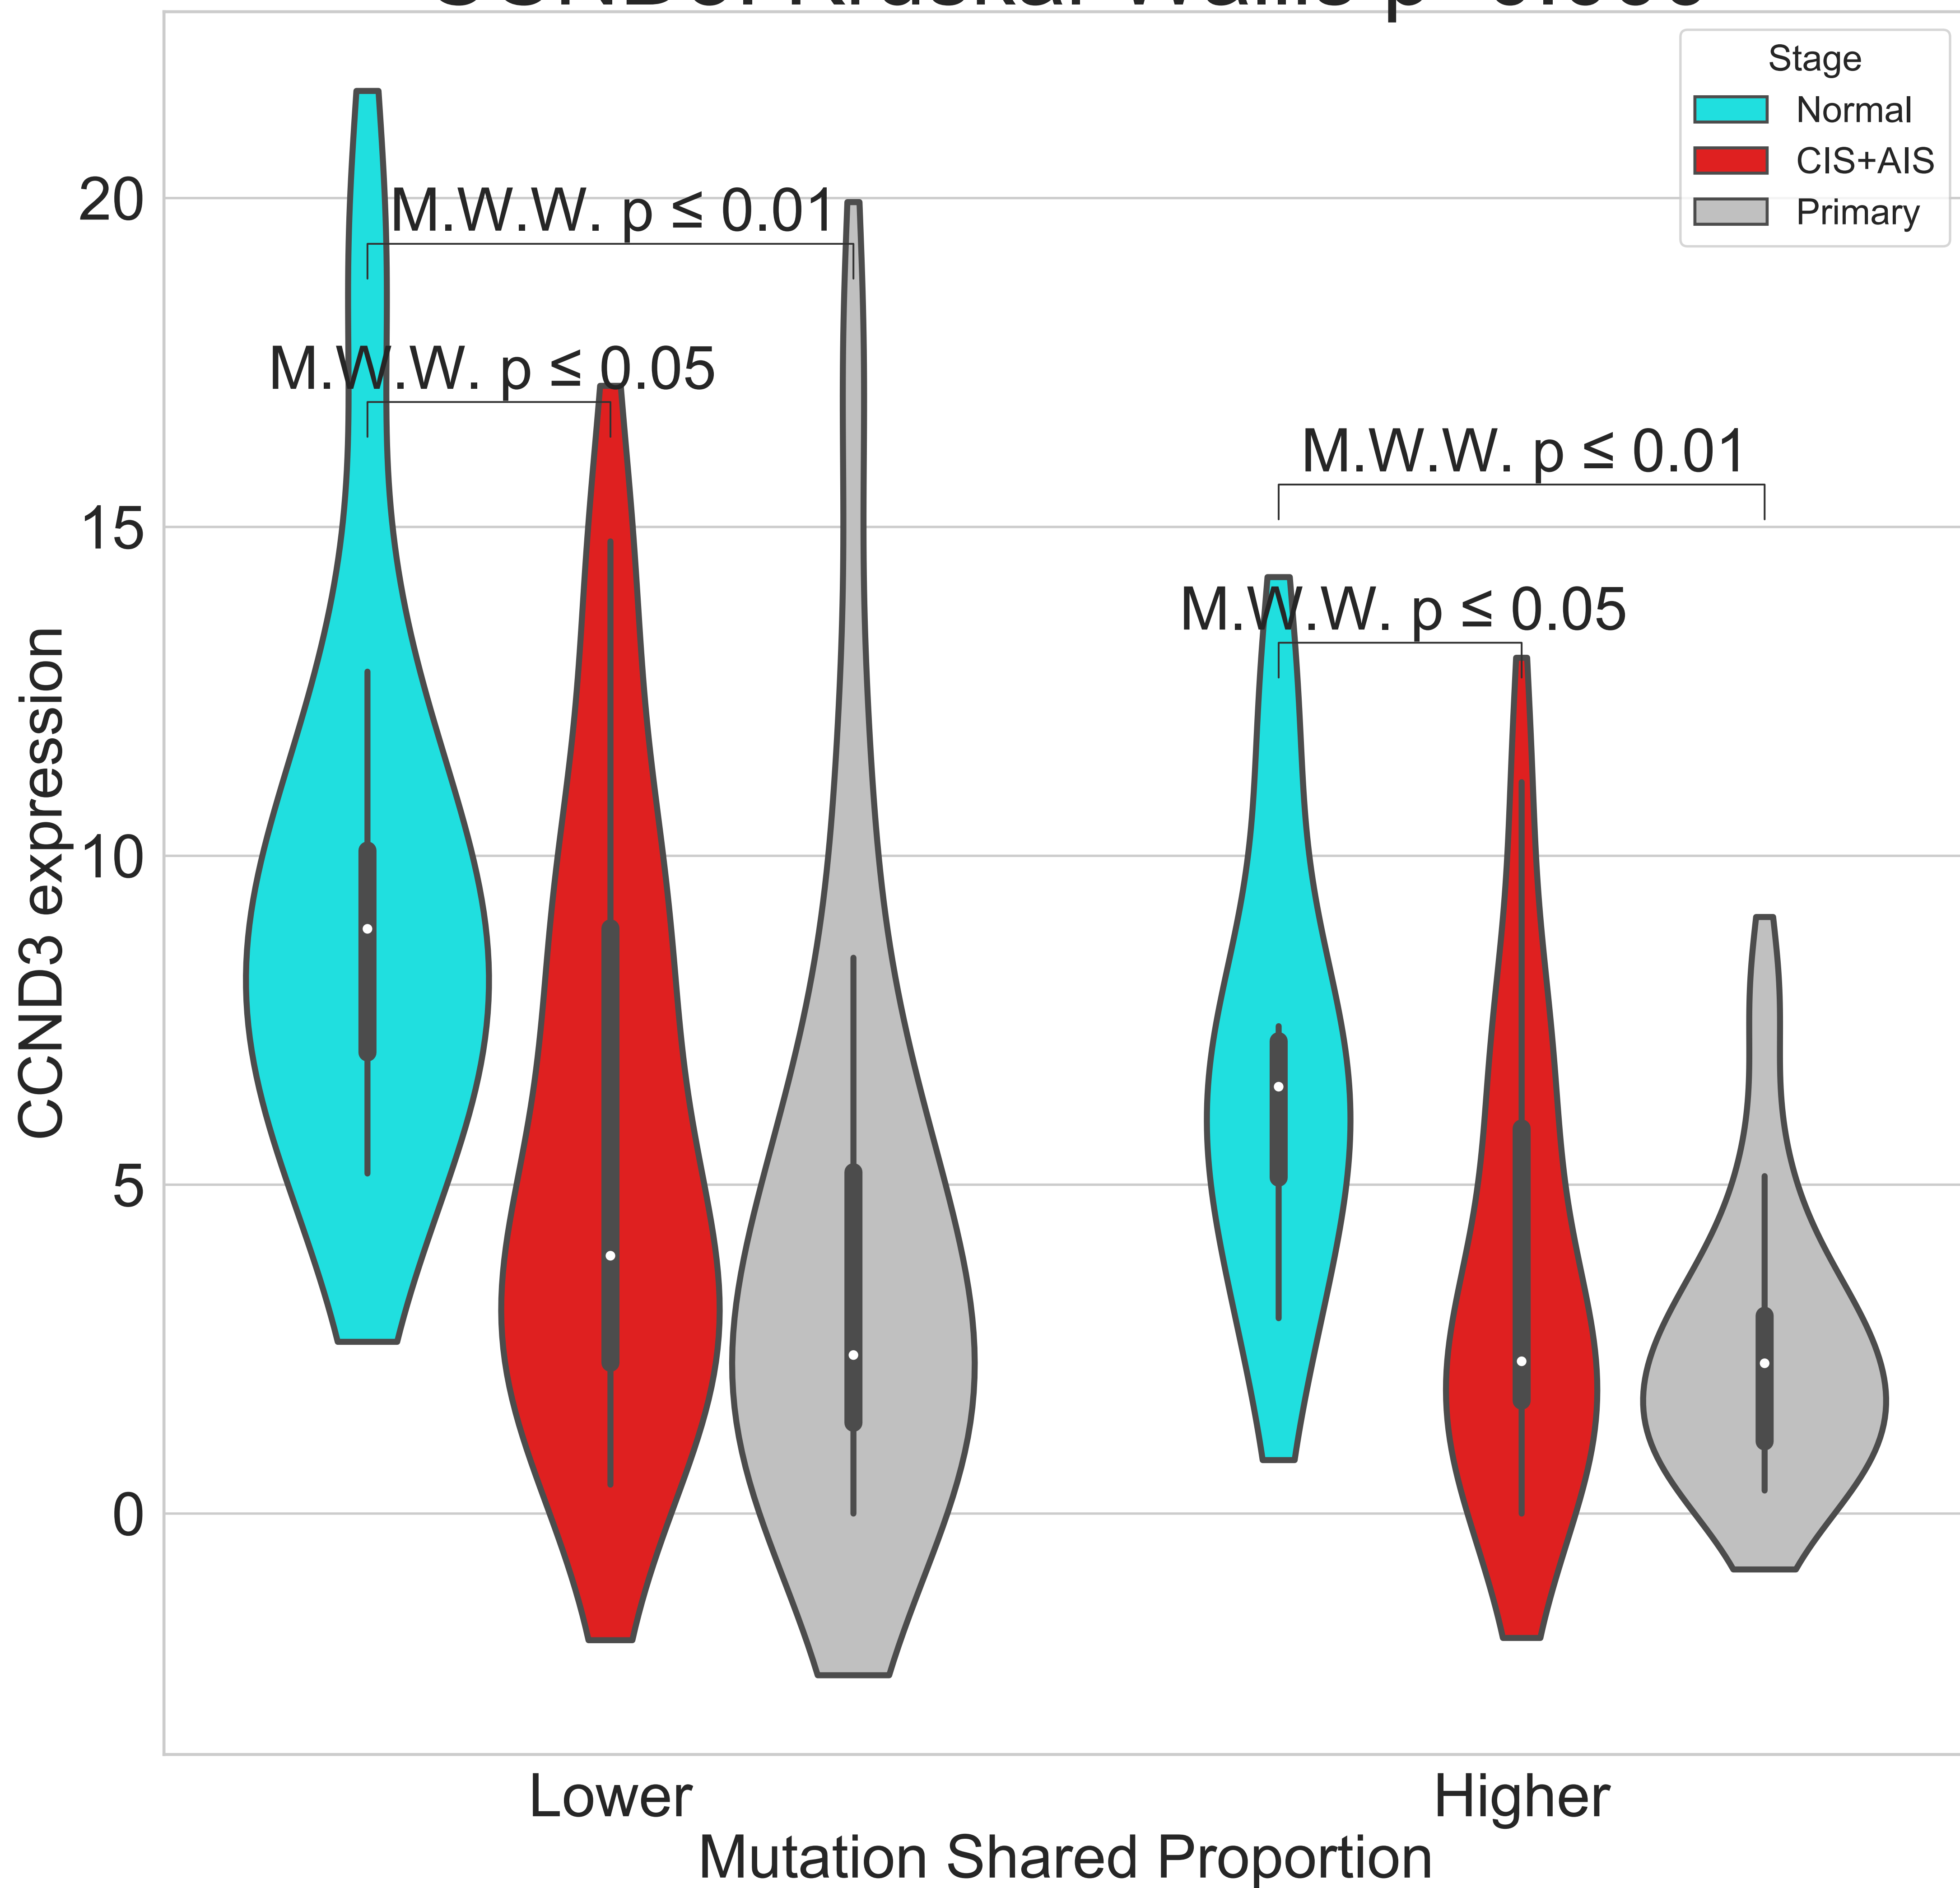 Stage
Normal
CIS+AIS
Primary
20
15
10
5
0
CCND3 expression
M.W.W. p ≤ 0.01
M.W.W. p ≤ 0.05
M.W.W. p ≤ 0.01
M.W.W. p ≤ 0.05
Lower
Higher
Mutation Shared Proportion